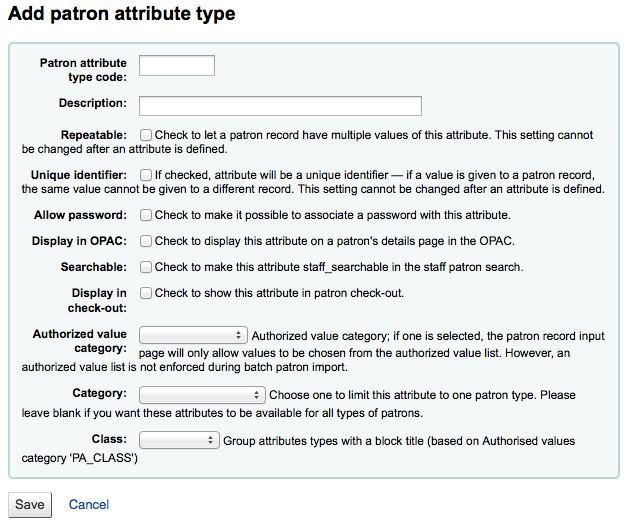 Add patron attribute type
Patron attribute
type code:
Description:
Repeatable: Check to let a patron record have multiple values of this attribute. This setting cannot
be changed after an attribute is defined.
Unique identifier: If checked, attribute will be a unique identifier — if a value is given to a patron record,
the same value cannot be given to a different record. This setting cannot be changed after an attribute is defined.
Allow password: Check to make it possible to associate a password with this attribute.
Display in OPAC: Check to display this attribute on a patron's details page in the OPAC.
Searchable: Check to make this attribute staff_searchable in the staff patron search.
Display in Check to show this attribute in patron check-out.
check-out:
Authorized value Authorized value category; if one is selected, the patron record input
category: page will only allow values to be chosen from the authorized value list. However, an
authorized value list is not enforced during batch patron import.
Category: Choose one to limit this attribute to one patron type. Please
leave blank if you want these attributes to be available for all types of patrons.
Class: Group attributes types with a block title (based on Authorised values
category 'PA_CLASS')
Save Cancel